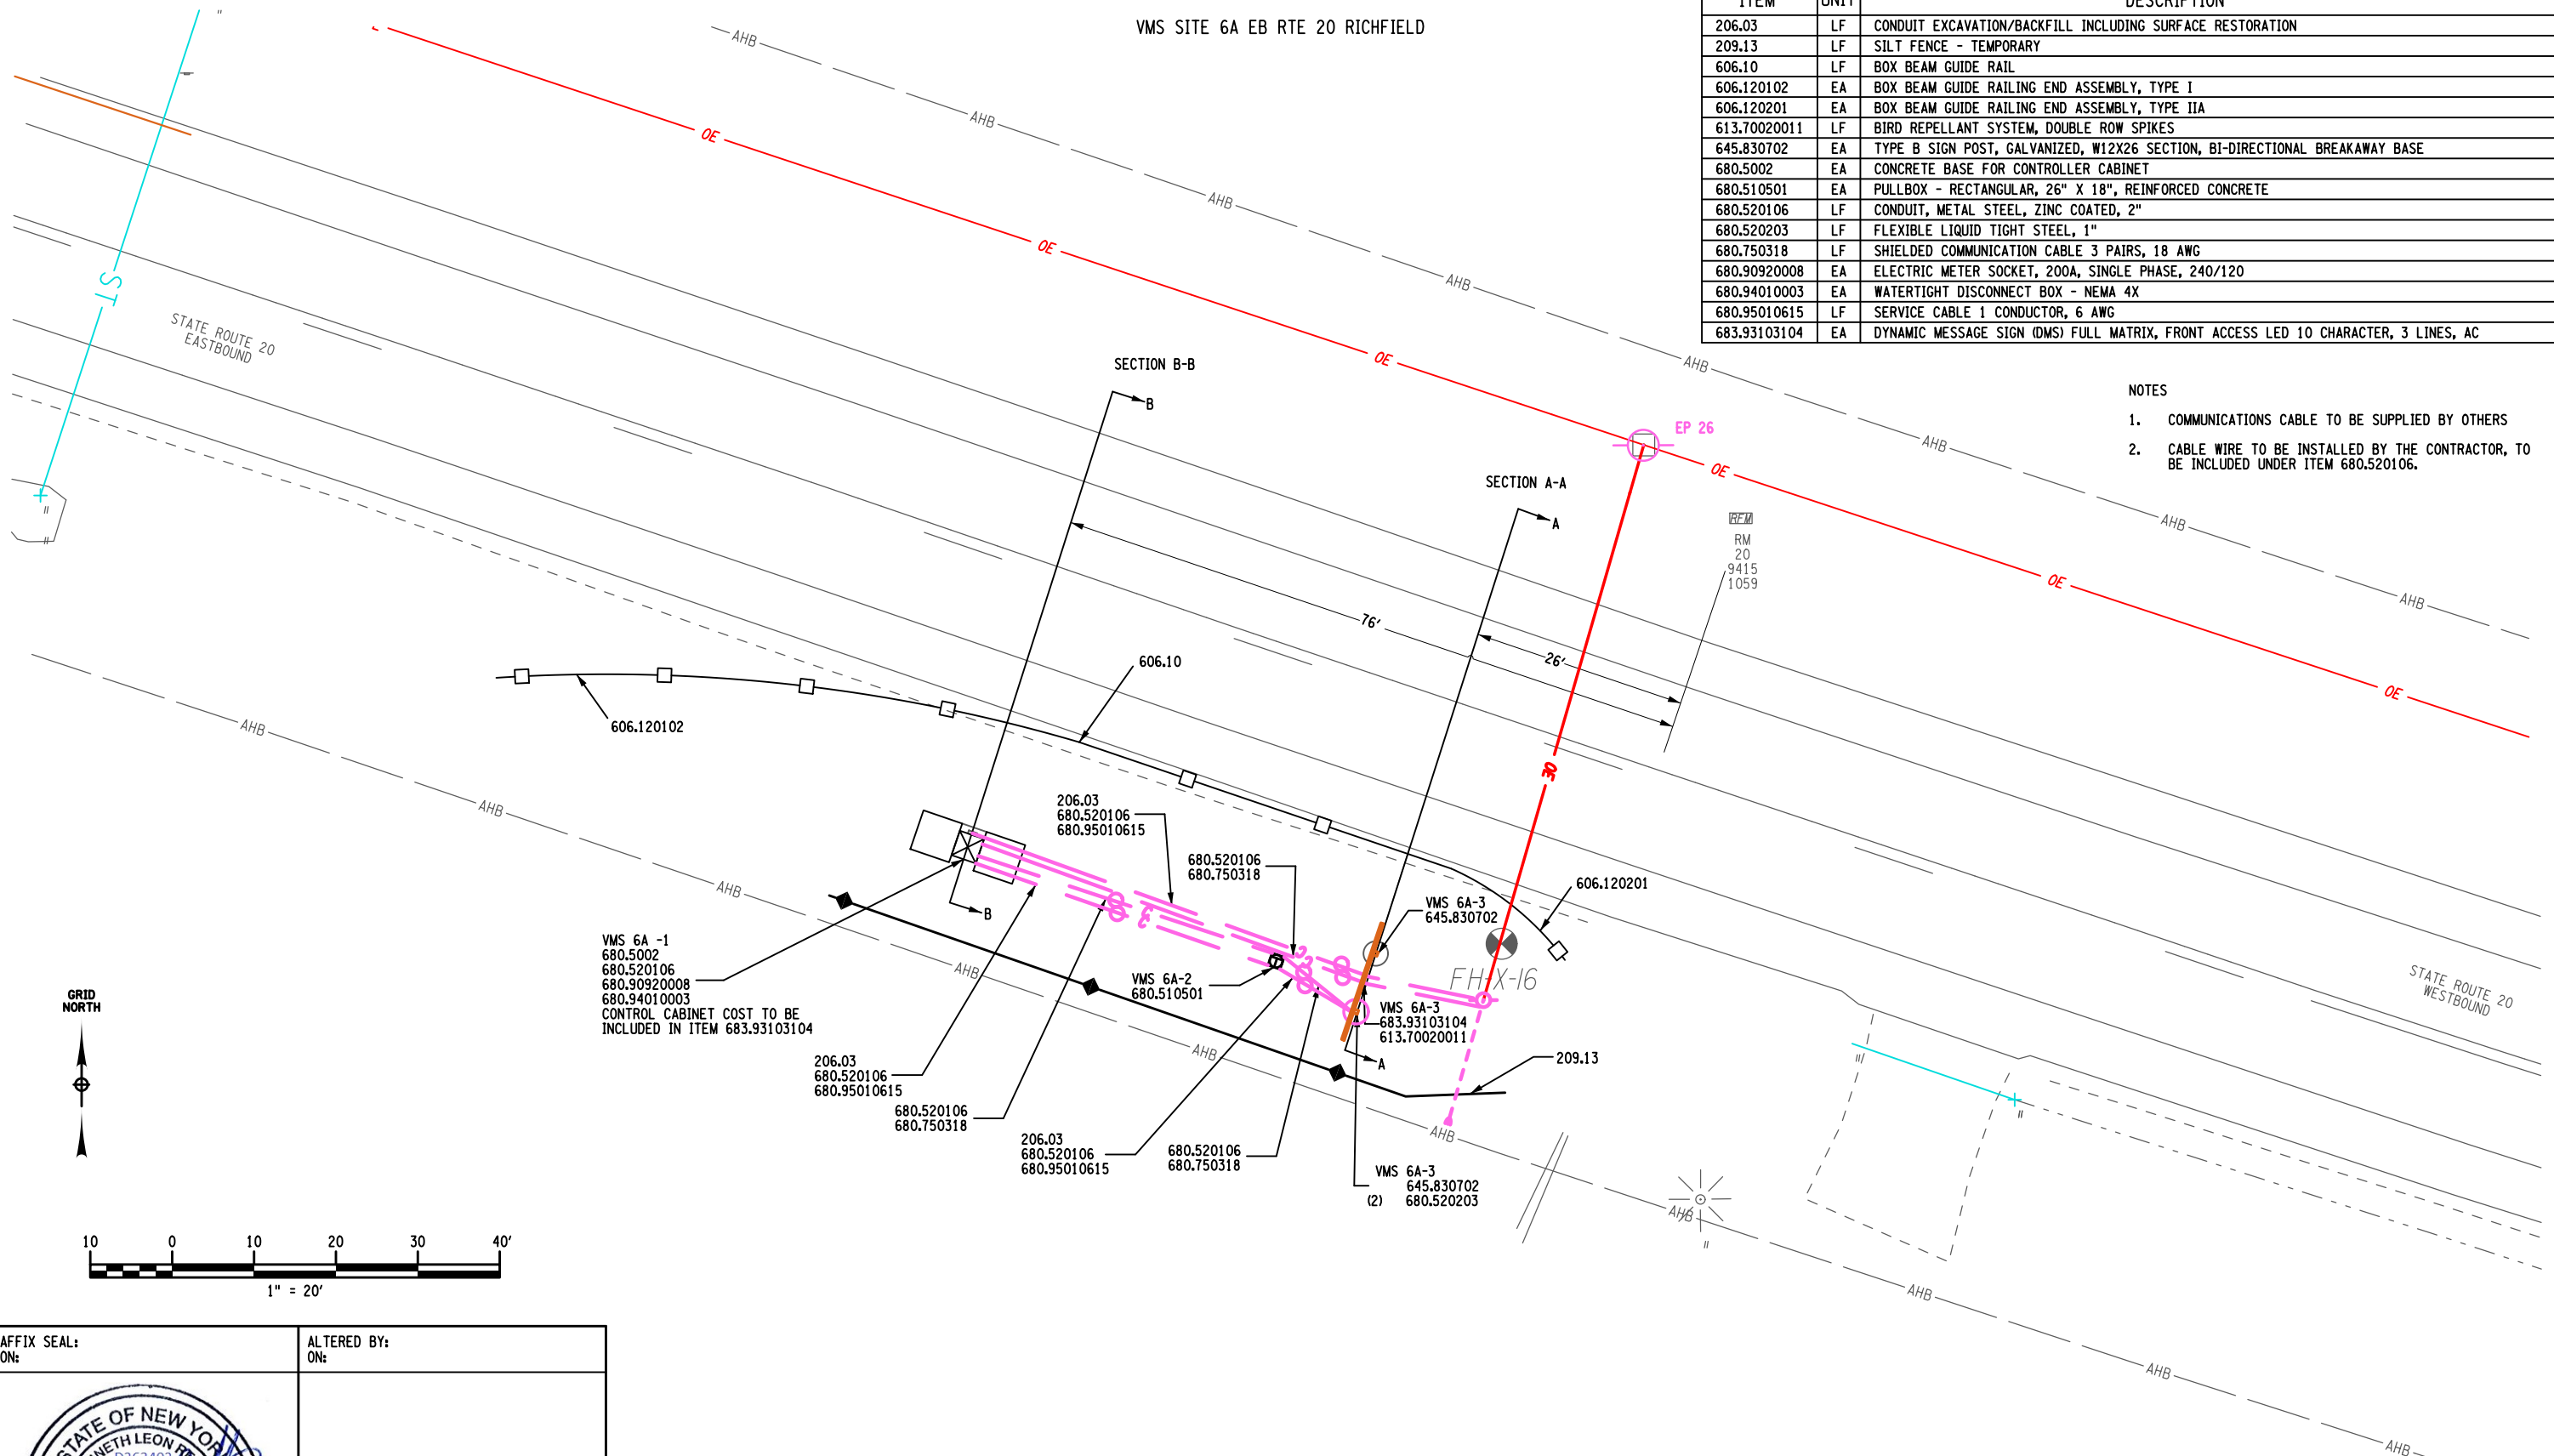 VMS SITE 6A EB RTE 20 RICHFIELD
ITEM UNIT DESCRIPTION
206.03 LF CONDUIT EXCAVATION/BACKFILL INCLUDING SURFACE RESTORATION
209.13 LF SILT FENCE - TEMPORARY
606.10 LF BOX BEAM GUIDE RAIL
606.120102 EA BOX BEAM GUIDE RAILING END ASSEMBLY, TYPE I
606.120201 EA BOX BEAM GUIDE RAILING END ASSEMBLY, TYPE IIA
613.70020011 LF BIRD REPELLANT SYSTEM, DOUBLE ROW SPIKES
645.830702 EA TYPE B SIGN POST, GALVANIZED, W12X26 SECTION, BI-DIRECTIONAL BREAKAWAY BASE
680.5002 EA CONCRETE BASE FOR CONTROLLER CABINET
680.510501 EA PULLBOX - RECTANGULAR, 26" X 18", REINFORCED CONCRETE
680.520106 LF CONDUIT, METAL STEEL, ZINC COATED, 2"
680.520203 LF FLEXIBLE LIQUID TIGHT STEEL, 1"
680.750318 LF SHIELDED COMMUNICATION CABLE 3 PAIRS, 18 AWG
680.90920008 EA ELECTRIC METER SOCKET, 200A, SINGLE PHASE, 240/120
680.94010003 EA WATERTIGHT DISCONNECT BOX - NEMA 4X
680.95010615 LF SERVICE CABLE 1 CONDUCTOR, 6 AWG
683.93103104 EA DYNAMIC MESSAGE SIGN (DMS) FULL MATRIX, FRONT ACCESS LED 10 CHARACTER, 3 LINES, AC
NOTES
1. COMMUNICATIONS CABLE TO BE SUPPLIED BY OTHERS
2. CABLE WIRE TO BE INSTALLED BY THE CONTRACTOR, TO
BE INCLUDED UNDER ITEM 680.520106.
AHB
AHB
AHB
AHB
AHB
AHB
AHB
AHB
OE
OE
OE
OE
OE
OE
ST
STATE ROUTE 20
EASTBOUND
SECTION B-B
B
SECTION A-A
A
EP 26
RFM
RM
20
9415
1059
76'
26'
606.10
606.120102
AHB
AHB
AHB
AHB
AHB
AHB
AHB
AHB
AHB
AHB
206.03
680.520106
680.95010615
680.520106
680.750318
VMS 6A-3
645.830702
606.120201
FH-X-16
B
VMS 6A -1
680.5002
680.520106
680.90920008
680.94010003
CONTROL CABINET COST TO BE
INCLUDED IN ITEM 683.93103104
VMS 6A-2
680.510501
VMS 6A-3
683.93103104
613.70020011
A
209.13
206.03
680.520106
680.95010615
680.520106
680.750318
206.03
680.520106
680.95010615
680.520106
680.750318
VMS 6A-3
645.830702
(2) 680.520203
STATE ROUTE 20
WESTBOUND
GRID
NORTH
10 0 10 20 30 40'
1" = 20'
AFFIX SEAL:
ON:
ALTERED BY:
ON:
STATE OF NEW YOR
NETH LEON